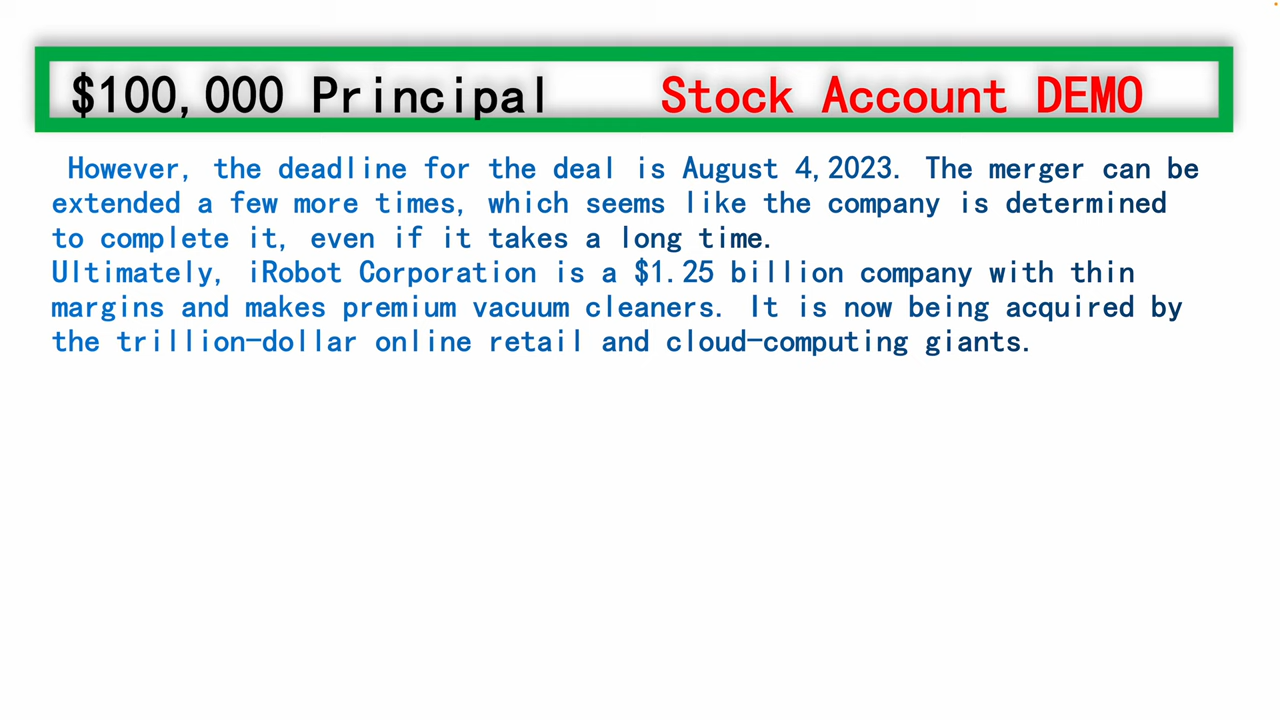 $100,000 Principal Stock Account DEMO
However, the deadline for the deal is August 4,2023. The merger can be
extended a few more times, which seems like the company is determined
to complete it, even if it takes a long time.
Ultimately, iRobot Corporation is a $1.25 billion company with thin
margins and makes premium vacuum cleaners. It is now being acquired by
the trillion-dollar online retail and cloud-computing giants.